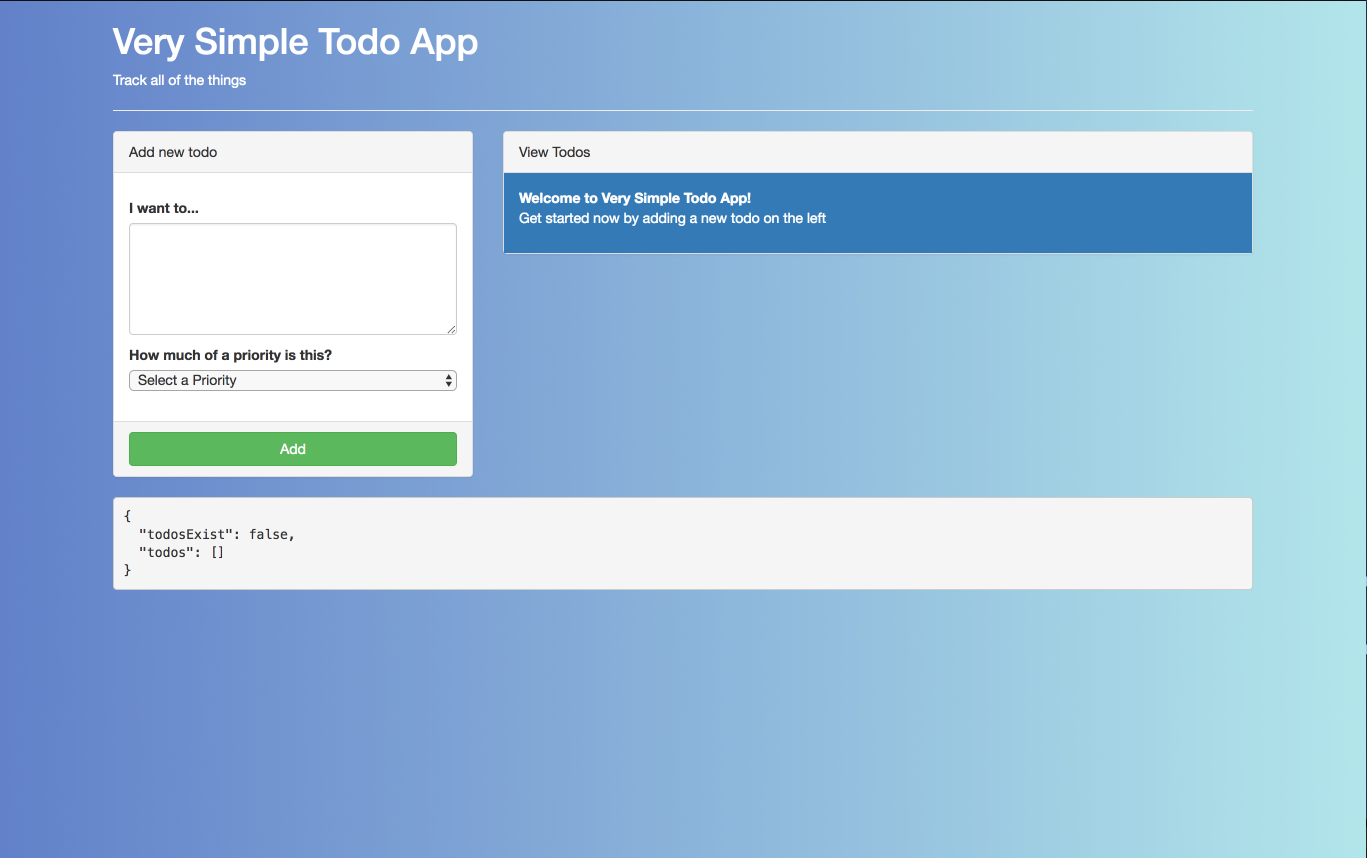 Very Simple Todo App
Track all of the things
Add new todo
I want to...
How much of a priority is this?
Select a Priority
Add
View Todos
Welcome to Very Simple Todo App!
Get started now by adding a new todo on the left
{
  "todosExist": false,
  "todos": []
}